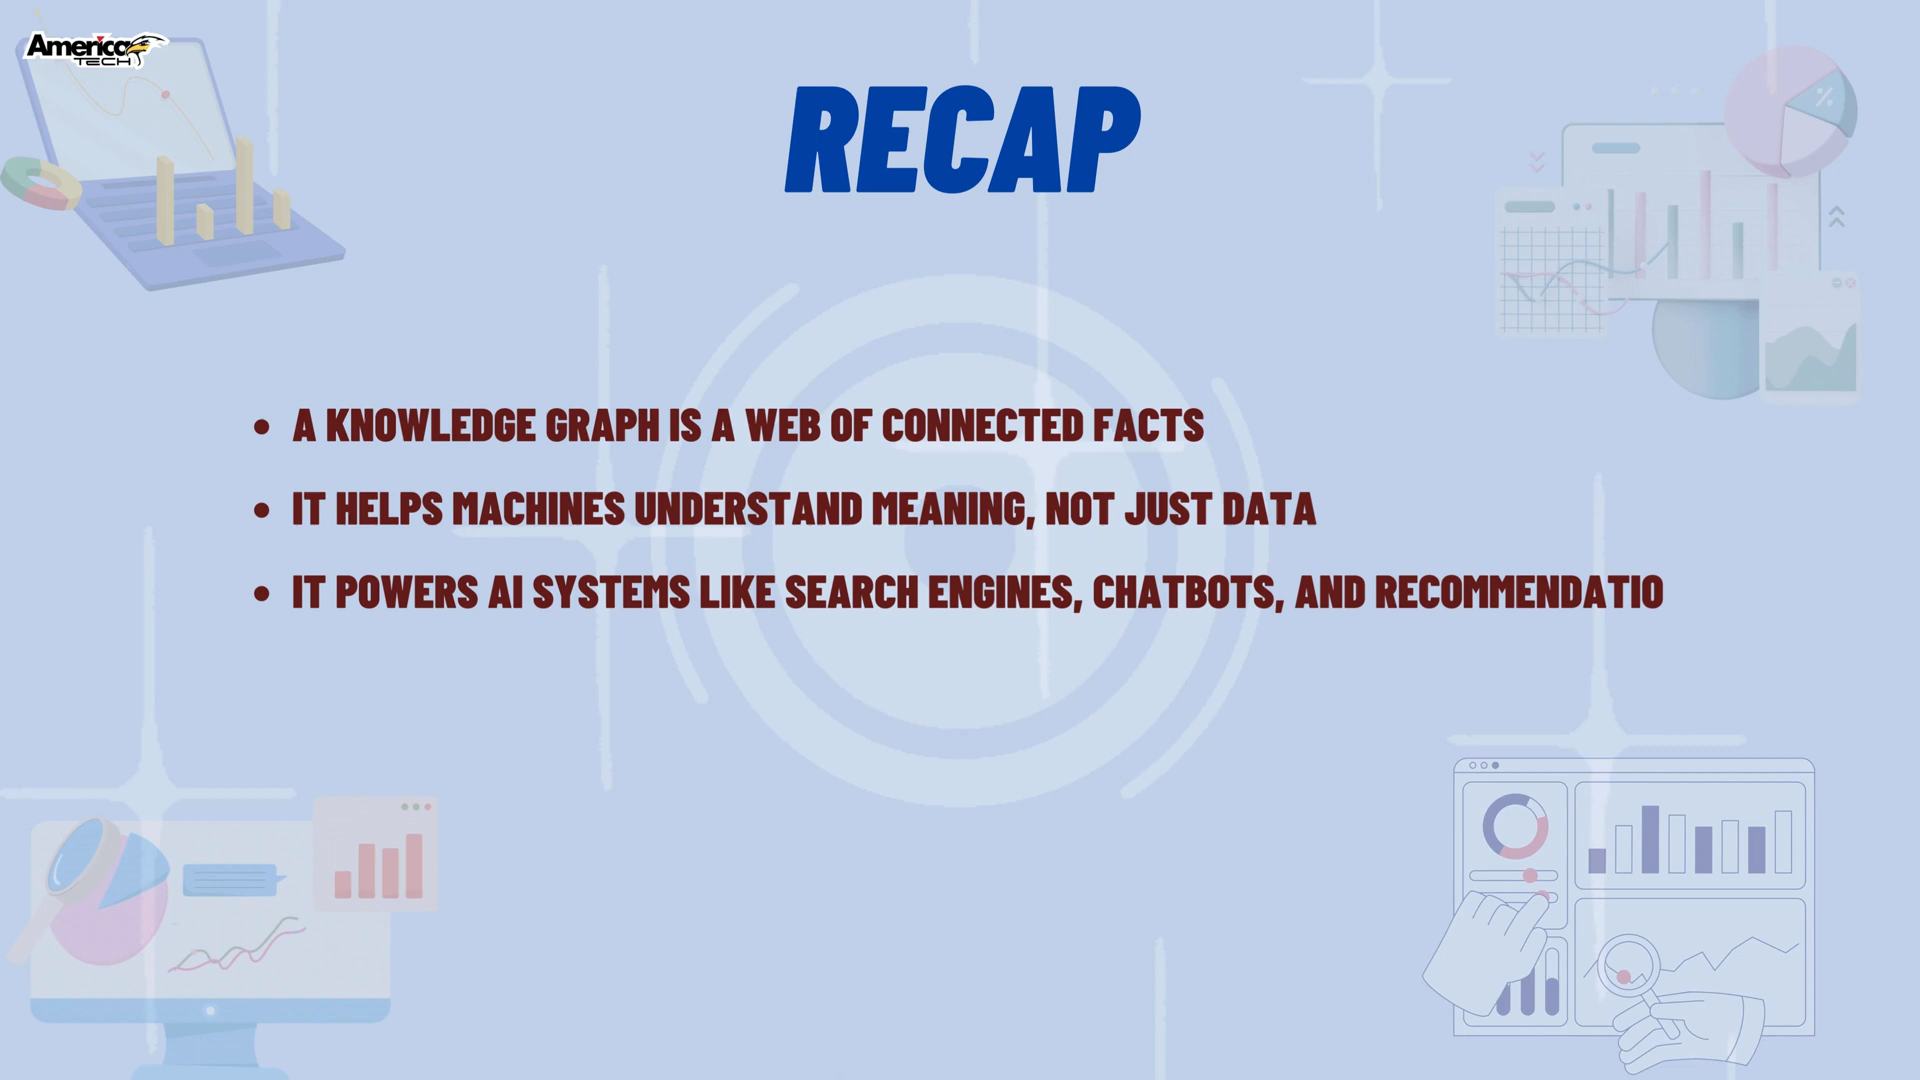 America
TECH
RECAP
%
• A KNOWLEDGE GRAPH IS A WEB OF CONNECTED FACTS
• IT HELPS MACHINES UNDERSTAND MEANING, NOT JUST DATA
• IT POWERS AI SYSTEMS LIKE SEARCH ENGINES, CHATBOTS, AND RECOMMENDATIO